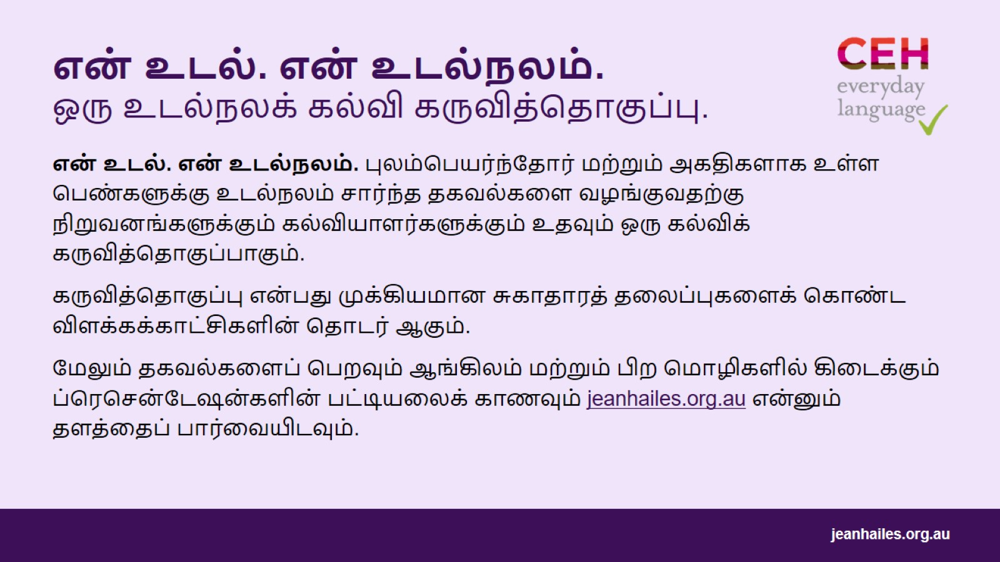 என் உடல். என் உடல்நலம்.
ஒரு உடல்நலக் கல்வி கருவித்தொகுப்பு.
CEH
everyday
language
என் உடல். என் உடல்நலம். புலம்பெயர்ந்தோர் மற்றும் அகதிகளாக உள்ள
பெண்களுக்கு உடல்நலம் சார்ந்த தகவல்களை வழங்குவதற்கு
நிறுவனங்களுக்கும் கல்வியாளர்களுக்கும் உதவும் ஒரு கல்விக்
கருவித்தொகுப்பாகும்.
கருவித்தொகுப்பு என்பது முக்கியமான சுகாதாரத் தலைப்புகளைக் கொண்ட
விளக்கக்காட்சிகளின் தொடர் ஆகும்.
மேலும் தகவல்களைப் பெறவும் ஆங்கிலம் மற்றும் பிற மொழிகளில் கிடைக்கும்
ப்ரெசென்டேஷன்களின் பட்டியலைக் காணவும் jeanhailes.org.au என்னும்
தளத்தைப் பார்வையிடவும்.
jeanhailes.org.au